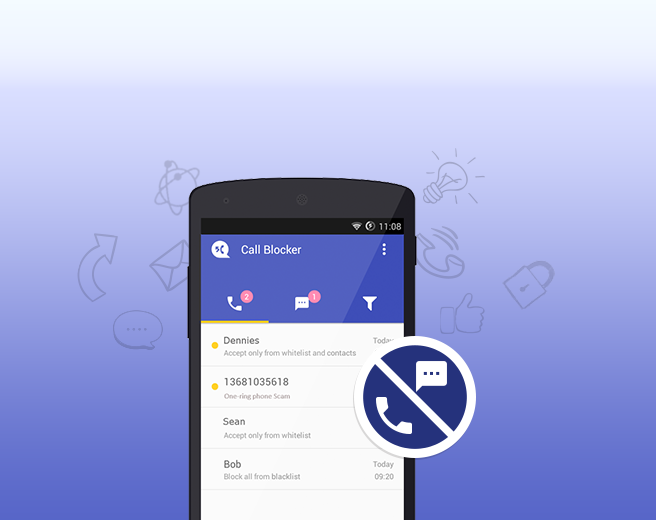 11:08
Call Blocker
2
1
Dennies
Today
Accept only from whitelist and contacts
13681035618
One-ring phone Scam
Sean
Accept only from whitelist
Bob
Today
Block all from blacklist
09:20